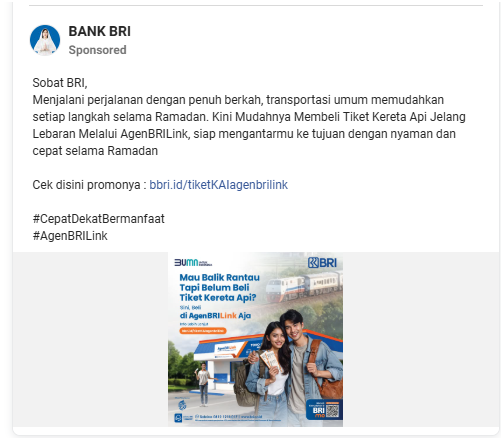 BANK BRI
Sponsored
Sobat BRI,
Menjalani perjalanan dengan penuh berkah, transportasi umum memudahkan
setiap langkah selama Ramadan. Kini Mudahnya Membeli Tiket Kereta Api Jelang
Lebaran Melalui AgenBRILink, siap mengantarmu ke tujuan dengan nyaman dan
cepat selama Ramadan
Cek disini promonya : bbri.id/tiketKAIagenbrilink
#CepatDekatBermanfaat
#AgenBRILink
BUMN
BRI
Mau Balik Rantau
Tapi Belum Beli
Tiket Kereta Api?
Sini, Beli
di AgenBRILink Aja
BRI